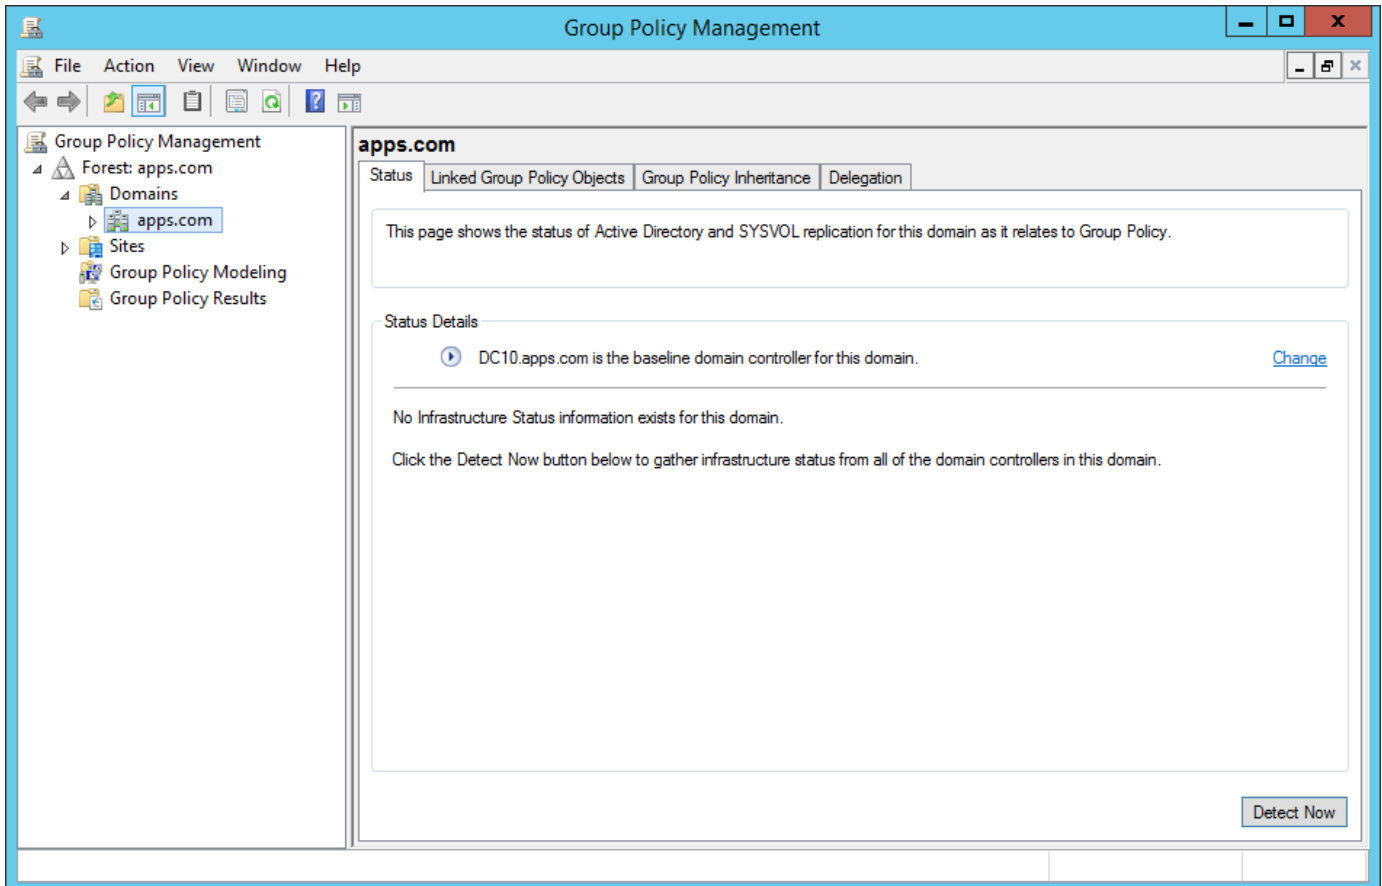 Group Policy Management
File Action View Window Help
Group Policy Management
Forest: apps.com
Domains
apps.com
Sites
Group Policy Modeling
Group Policy Results
apps.com
Status Linked Group Policy Objects Group Policy Inheritance Delegation
This page shows the status of Active Directory and SYSVOL replication for this domain as it relates to Group Policy.
Status Details
DC10.apps.com is the baseline domain controller for this domain. Change
No Infrastructure Status information exists for this domain.
Click the Detect Now button below to gather infrastructure status from all of the domain controllers in this domain.
Detect Now